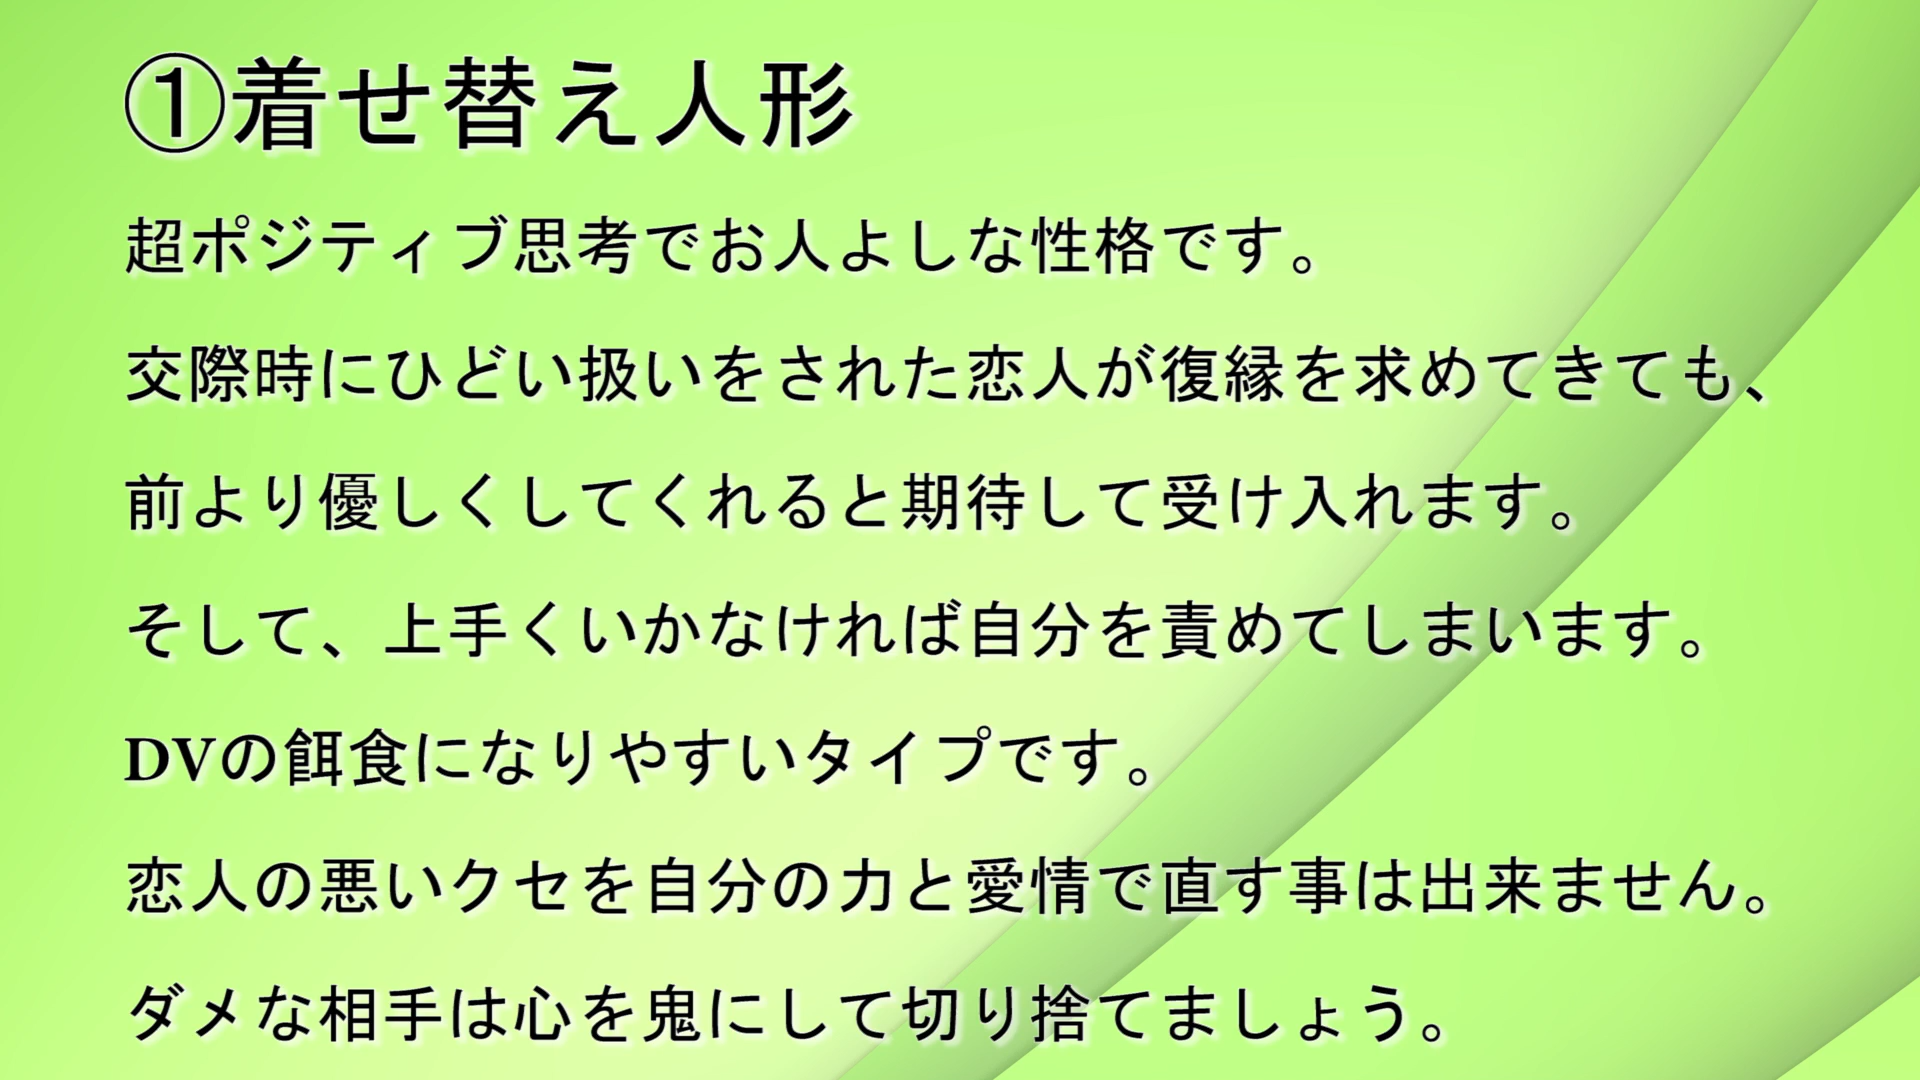 ①着せ替え人形
超ポジティブ思考でお人よしな性格です。
交際時にひどい扱いをされた恋人が復縁を求めてきても、
前より優しくしてくれると期待して受け入れます。
そして、上手くいかなければ自分を責めてしまいます。
DVの餌食になりやすいタイプです。
恋人の悪いクセを自分の力と愛情で直す事は出来ません。
ダメな相手は心を鬼にして切り捨てましょう。